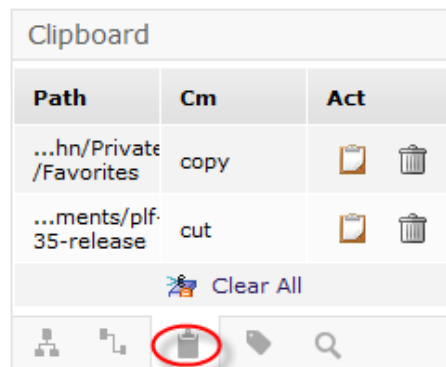 Clipboard
Path Cm Act
...hn/Private
/Favorites copy
...ments/plf-
35-release cut
Clear All